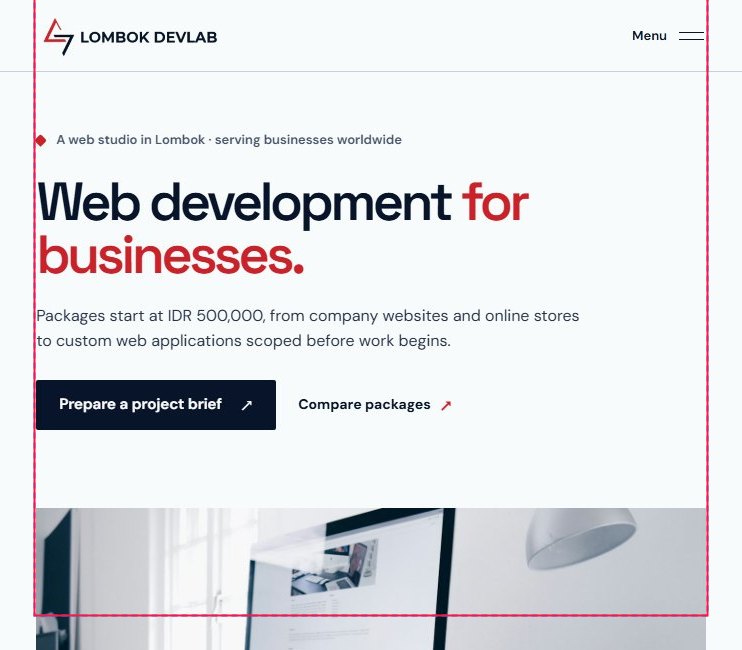 LOMBOK DEVLAB
Menu
A web studio in Lombok · serving businesses worldwide
Web development for
businesses.
Packages start at IDR 500,000, from company websites and online stores
to custom web applications scoped before work begins.
Prepare a project brief ↗
Compare packages ↗